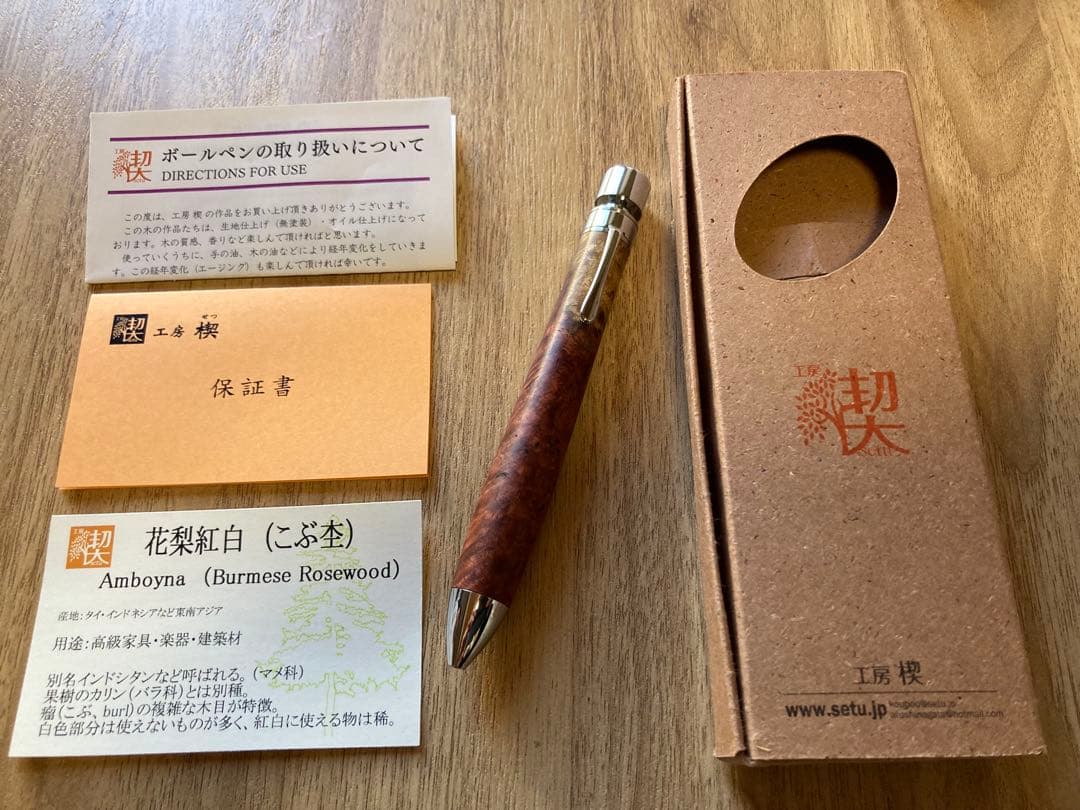 工房
楔
SETU
ボールペンの取り扱いについて
DIRECTIONS FOR USE
この度は、工房 楔 の作品をお買い上げ頂きありがとうございます。
この木の作品たちは、生地仕上げ（無塗装）・オイル仕上げになって
おります。木の質感、香りなど楽しんで頂ければと思います。
使っていくうちに、手の油、木の油などにより経年変化をしていきま
す。この経年変化（エージング）も楽しんで頂ければ幸いです。
楔
せつ
工房 楔
保証書
工房
楔
花梨紅白 (こぶ杢)
Amboyna (Burmese Rosewood)
産地:タイ・インドネシアなど東南アジア
用途:高級家具・楽器・建築材
別名インドシタンなど呼ばれる。(マメ科)
果樹のカリン(バラ科)とは別種。
瘤(こぶ、burl)の複雑な木目が特徴。
白色部分は使えないものが多く、紅白に使える物は稀。
工房
楔
SETU
工房 楔
www.setu.jp
koubou@setu.jp